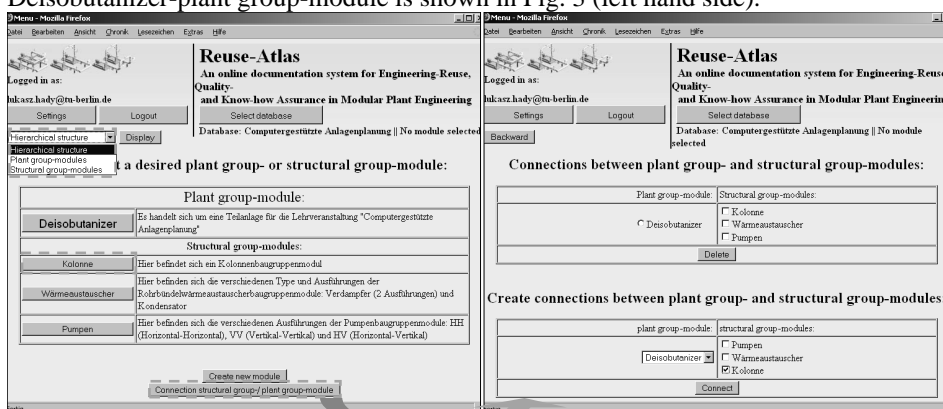 Deisobutanizer-plant group-module is shown in Fig. 3 (left hand side).
Menu - Mozilla Firefox
Datei Bearbeiten Ansicht Chronik Lesezeichen Extras Hilfe
Logged in as:
lukasz.hady@tu-berlin.de
Reuse-Atlas
An online documentation system for Engineering-Reuse,
Quality-
and Know-how Assurance in Modular Plant Engineering
Settings Logout Select database
Database: Computergestützte Anlagenplanung || No module selected
Hierarchical structure Display
Hierarchical structure
Plant group-modules
Structural group-modules
t a desired plant group- or structural group-module:
Plant group-module:
Deisobutanizer
Es handelt sich um eine Teilanlage für die Lehrveranstaltung "Computergestützte
Anlagenplanung"
Structural group-modules:
Kolonne Hier befindet sich ein Kolonnenbaugruppenmodul
Wärmeaustauscher
Hier befinden sich die verschiedenen Type und Ausführungen der
Rohrbündelwärmeaustauscherbaugruppenmodule: Verdampfer (2 Ausführungen) und
Kondensator
Pumpen
Hier befinden sich die verschiedenen Ausführungen der Pumpenbaugruppenmodule: HH
(Horizontal-Horizontal), VV (Vertikal-Vertikal) und HV (Horizontal-Vertikal)
Create new module
Connection structural group-/ plant group-module
Menu - Mozilla Firefox
Datei Bearbeiten Ansicht Chronik Lesezeichen Extras Hilfe
Logged in as:
lukasz.hady@tu-berlin.de
Reuse-Atlas
An online documentation system for Engineering-Reus
Quality-
and Know-how Assurance in Modular Plant Engineerin
Settings Logout Select database
Database: Computergestützte Anlagenplanung || No module
selected
Backward
Connections between plant group- and structural group-modules:
Plant group-module: Structural group-modules:
Deisobutanizer
Kolonne
Wärmeaustauscher
Pumpen
Delete
Create connections between plant group- and structural group-modules
plant group-module: structural group-modules:
Deisobutanizer
Pumpen
Wärmeaustauscher
Kolonne
Connect